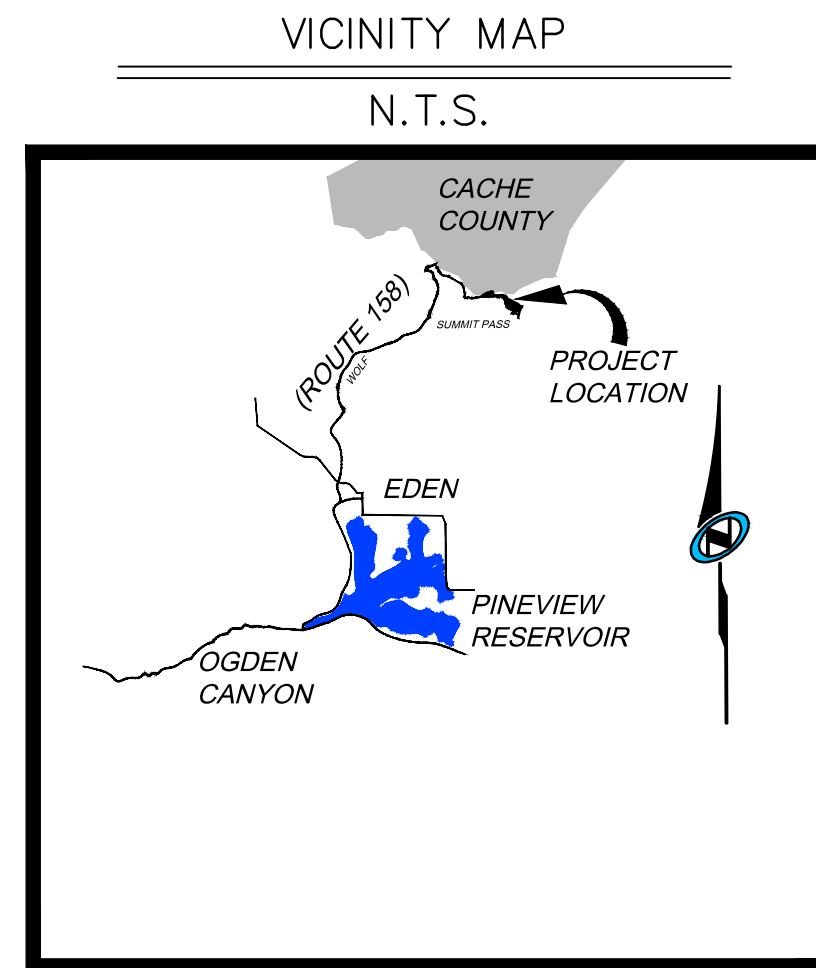 VICINITY MAP
N.T.S.
CACHE
COUNTY
(ROUTE 158)
SUMMIT PASS
WOLF
PROJECT
LOCATION
EDEN
N
PINEVIEW
RESERVOIR
OGDEN
CANYON